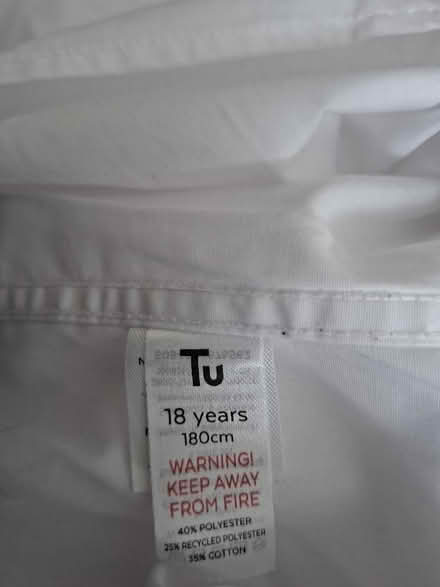 Tu
18 years
180cm
WARNING!
KEEP AWAY
FROM FIRE
40% POLYESTER
25% RECYCLED POLYESTER
35% COTTON